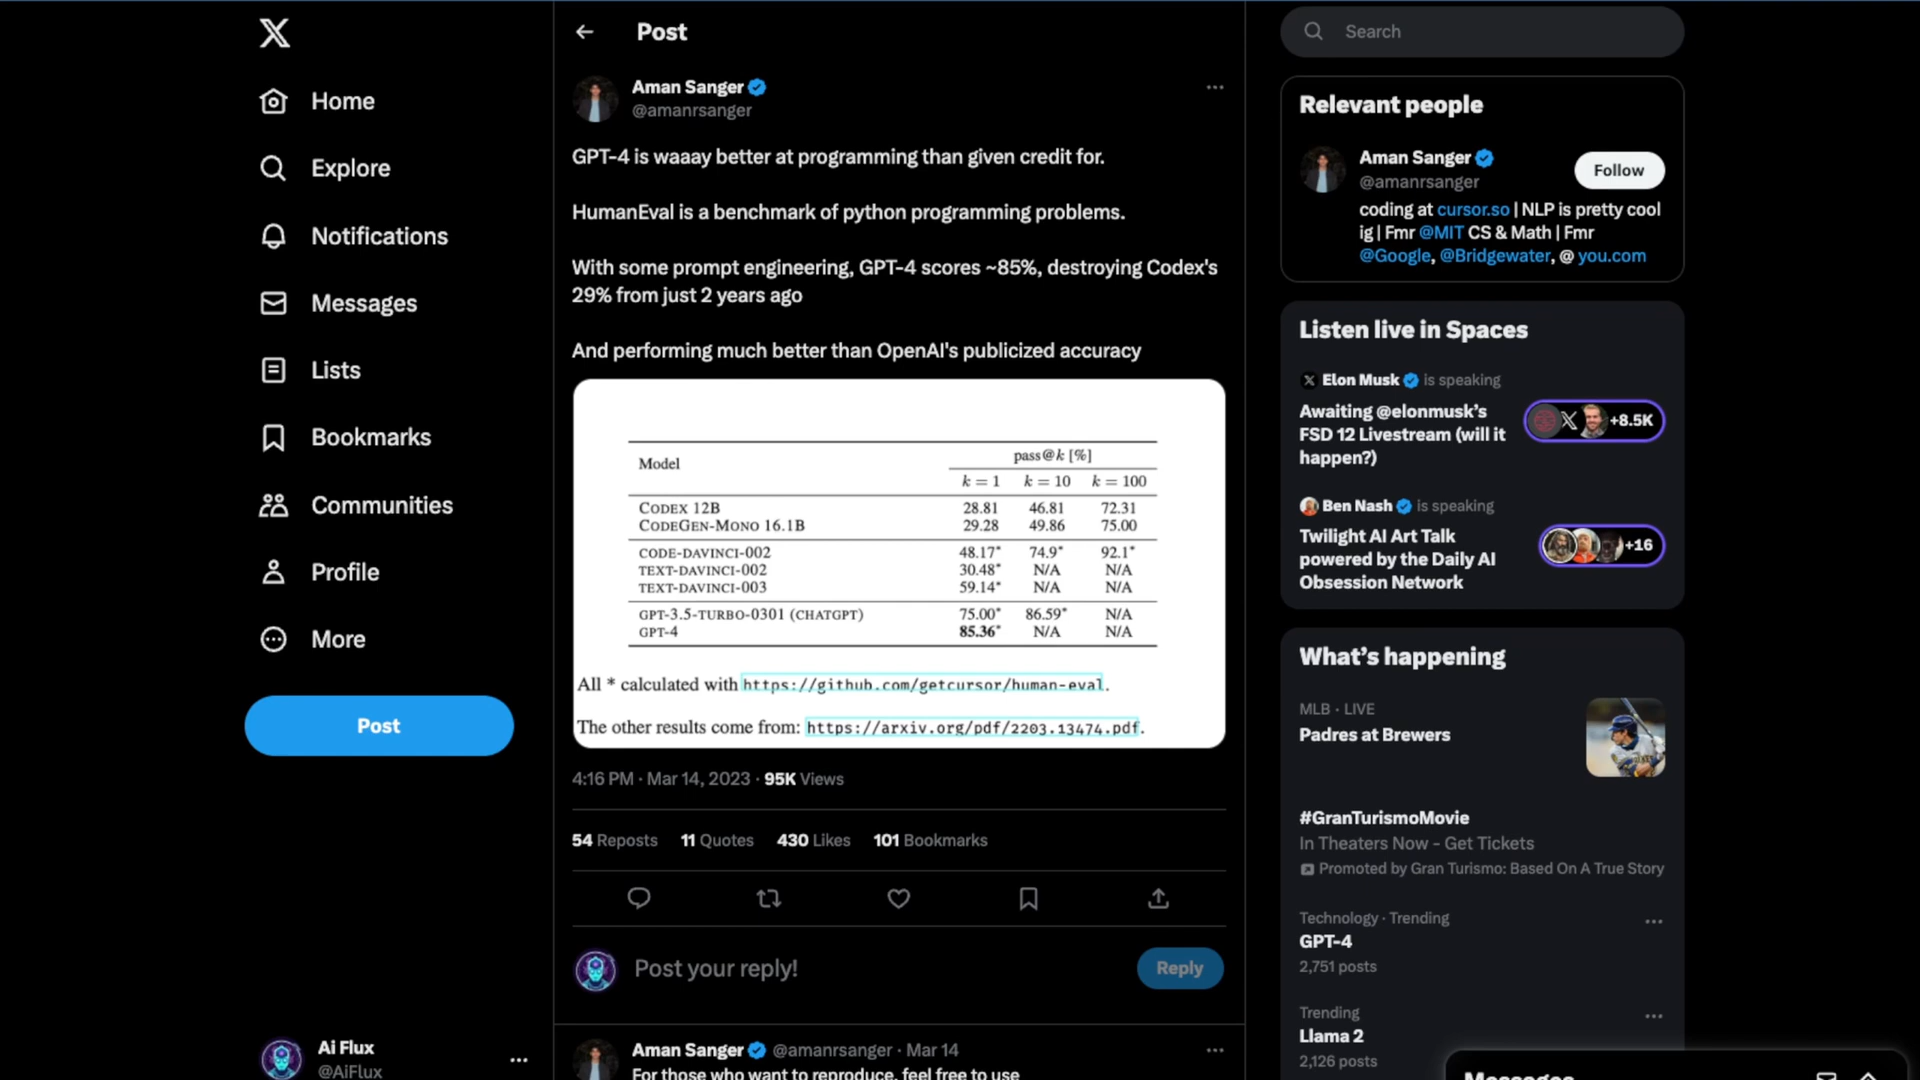 Home
Explore
Notifications
Messages
Lists
Bookmarks
Communities
Profile
More
Post
Ai Flux
@AiFlux
Post
Aman Sanger
@amanrsanger
GPT-4 is waaay better at programming than given credit for.
HumanEval is a benchmark of python programming problems.
With some prompt engineering, GPT-4 scores ~85%, destroying Codex's
29% from just 2 years ago
And performing much better than OpenAI's publicized accuracy
Model pass@k [%]
k = 1 k = 10 k = 100
CODEX 12B 28.81 46.81 72.31
CODEGEN-MONO 16.1B 29.28 49.86 75.00
CODE-DAVINCI-002 48.17* 74.9* 92.1*
TEXT-DAVINCI-002 30.48* N/A N/A
TEXT-DAVINCI-003 59.14* N/A N/A
GPT-3.5-TURBO-0301 (CHATGPT) 75.00* 86.59* N/A
GPT-4 85.36* N/A N/A
All * calculated with https://github.com/getcursor/human-eval.
The other results come from: https://arxiv.org/pdf/2203.13474.pdf.
4:16 PM · Mar 14, 2023 · 95K Views
54 Reposts 11 Quotes 430 Likes 101 Bookmarks
Post your reply!
Reply
Aman Sanger @amanrsanger · Mar 14
For those who want to reproduce, feel free to use
Search
Relevant people
Aman Sanger
@amanrsanger
Follow
coding at cursor.so | NLP is pretty cool
ig | Fmr @MIT CS & Math | Fmr
@Google, @Bridgewater, @ you.com
Listen live in Spaces
Elon Musk is speaking
Awaiting @elonmusk’s
FSD 12 Livestream (will it
happen?)
+8.5K
Ben Nash is speaking
Twilight AI Art Talk
powered by the Daily AI
Obsession Network
+16
What’s happening
MLB · LIVE
Padres at Brewers
#GranTurismoMovie
In Theaters Now - Get Tickets
Promoted by Gran Turismo: Based On A True Story
Technology · Trending
GPT-4
2,751 posts
Trending
Llama 2
2,126 posts
Messages